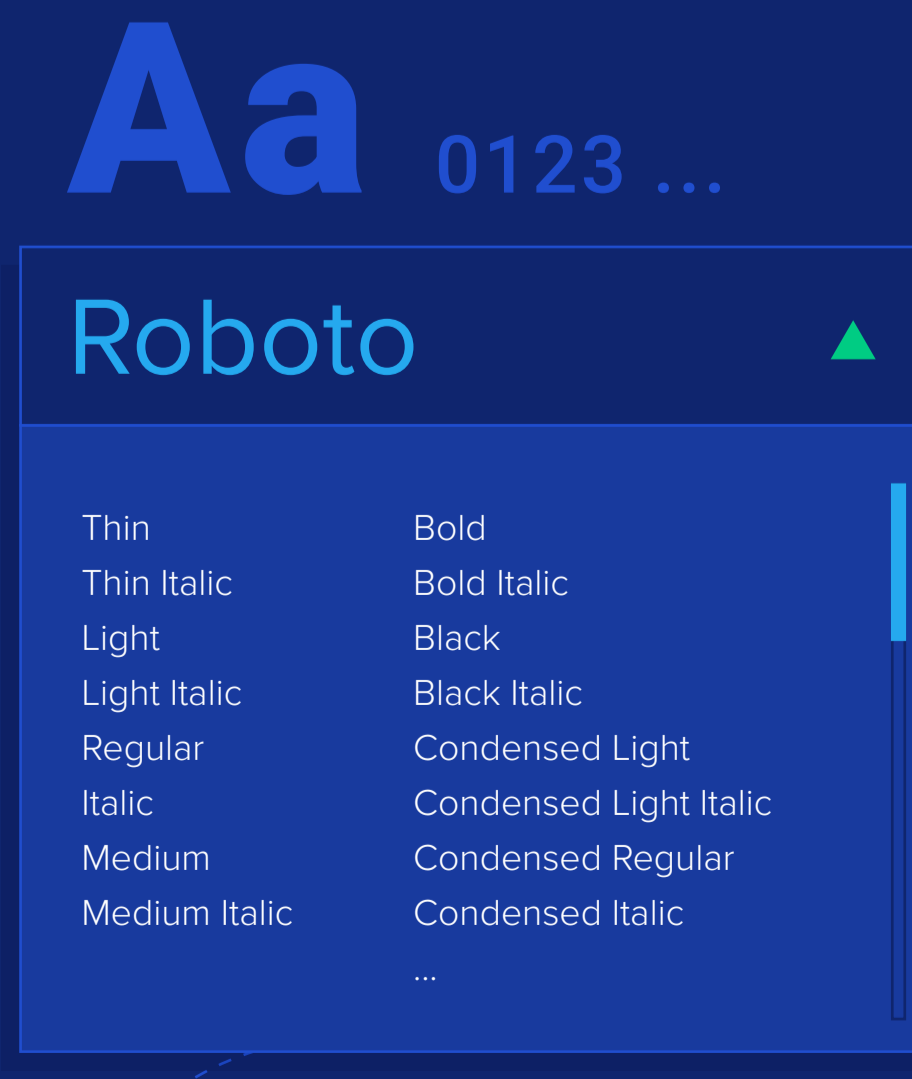 Aa 0123 ...
Roboto
Thin
Thin Italic
Light
Light Italic
Regular
Italic
Medium
Medium Italic
Bold
Bold Italic
Black
Black Italic
Condensed Light
Condensed Light Italic
Condensed Regular
Condensed Italic
...